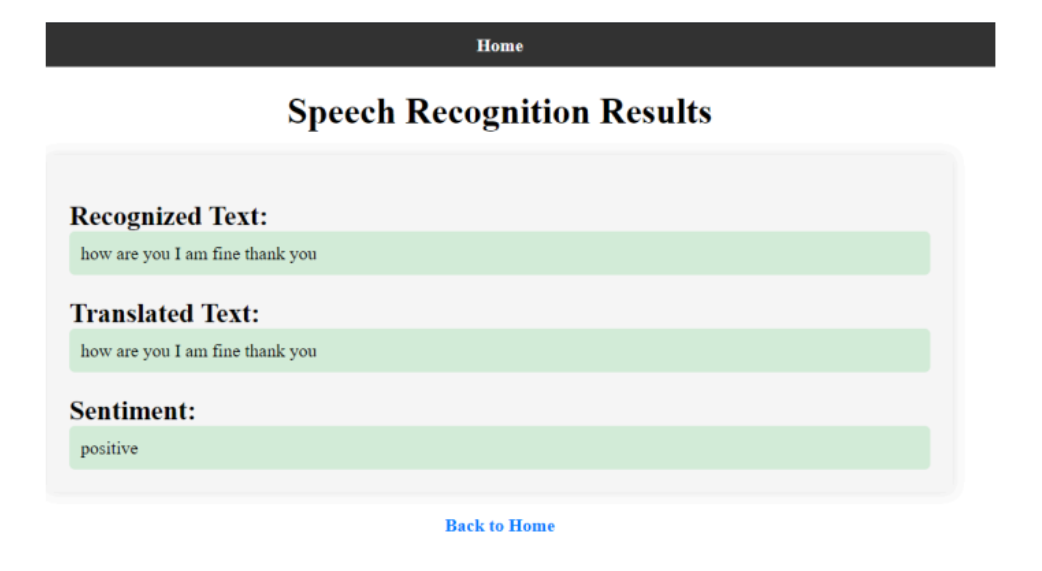 Home
Speech Recognition Results
Recognized Text:
how are you I am fine thank you
Translated Text:
how are you I am fine thank you
Sentiment:
positive
Back to Home